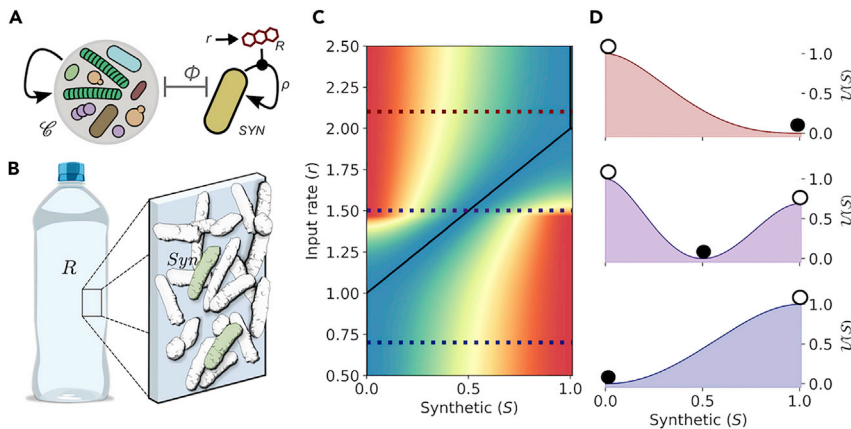 A
r
R
Φ
ρ
𝒞
SYN
B
R
Syn
C
2.50
2.25
2.00
1.75
1.50
1.25
1.00
0.75
0.50
Input rate (r)
0.0
0.5
1.0
Synthetic (S)
D
1.0
0.5
0.0
𝒱(S)
1.0
0.5
0.0
𝒱(S)
1.0
0.5
0.0
𝒱(S)
0.0
0.5
1.0
Synthetic (S)